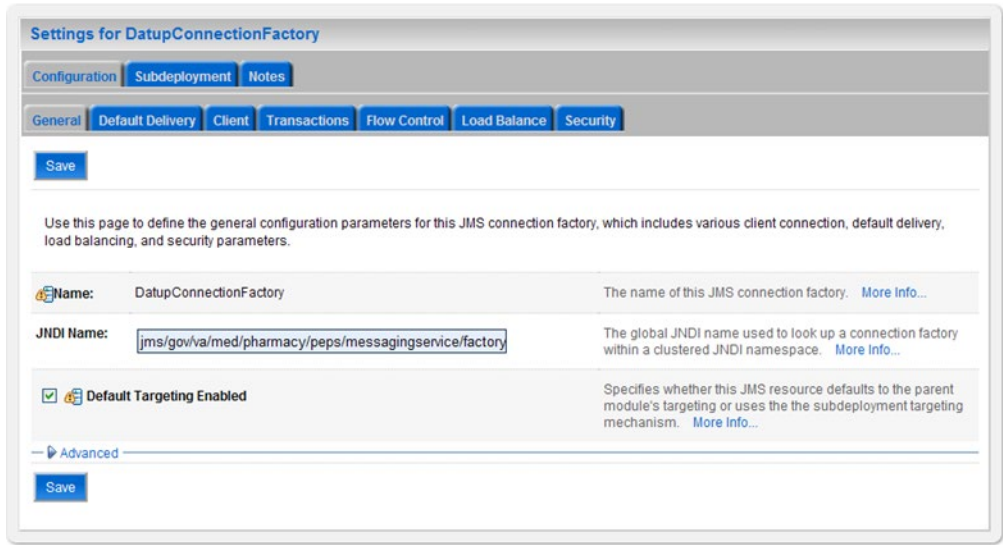 Settings for DatupConnectionFactory
Configuration Subdeployment Notes
General Default Delivery Client Transactions Flow Control Load Balance Security
Save
Use this page to define the general configuration parameters for this JMS connection factory, which includes various client connection, default delivery,
load balancing, and security parameters.
Name: DatupConnectionFactory The name of this JMS connection factory. More Info...
JNDI Name: jms/gov/va/med/pharmacy/peps/messagingservice/factory The global JNDI name used to look up a connection factory
within a clustered JNDI namespace. More Info...
Default Targeting Enabled Specifies whether this JMS resource defaults to the parent
module's targeting or uses the the subdeployment targeting
mechanism. More Info...
Advanced
Save